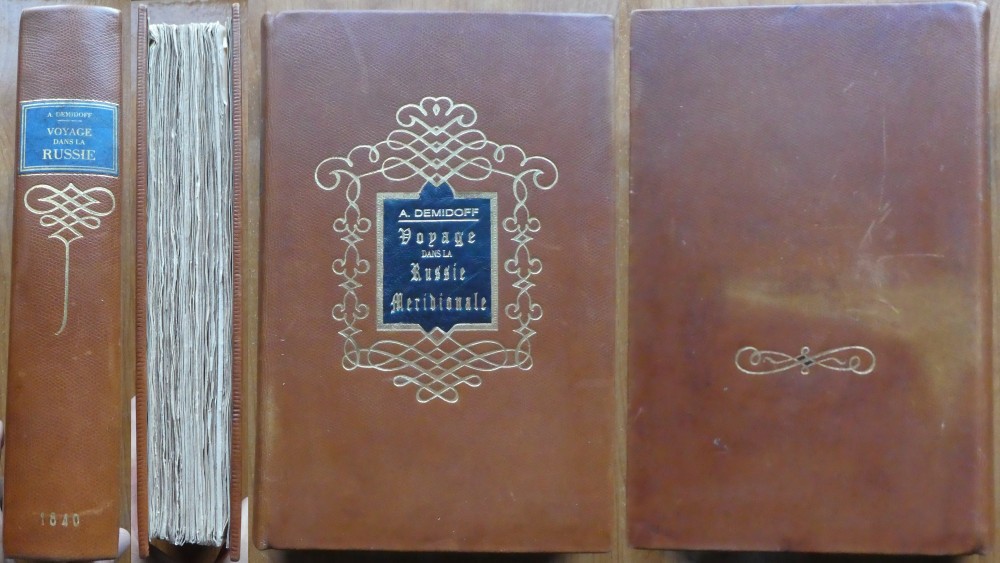 A. DEMIDOFF
VOYAGE
DANS LA
RUSSIE
1840
A. DEMIDOFF
Voyage
DANS LA
Russie
Meridionale